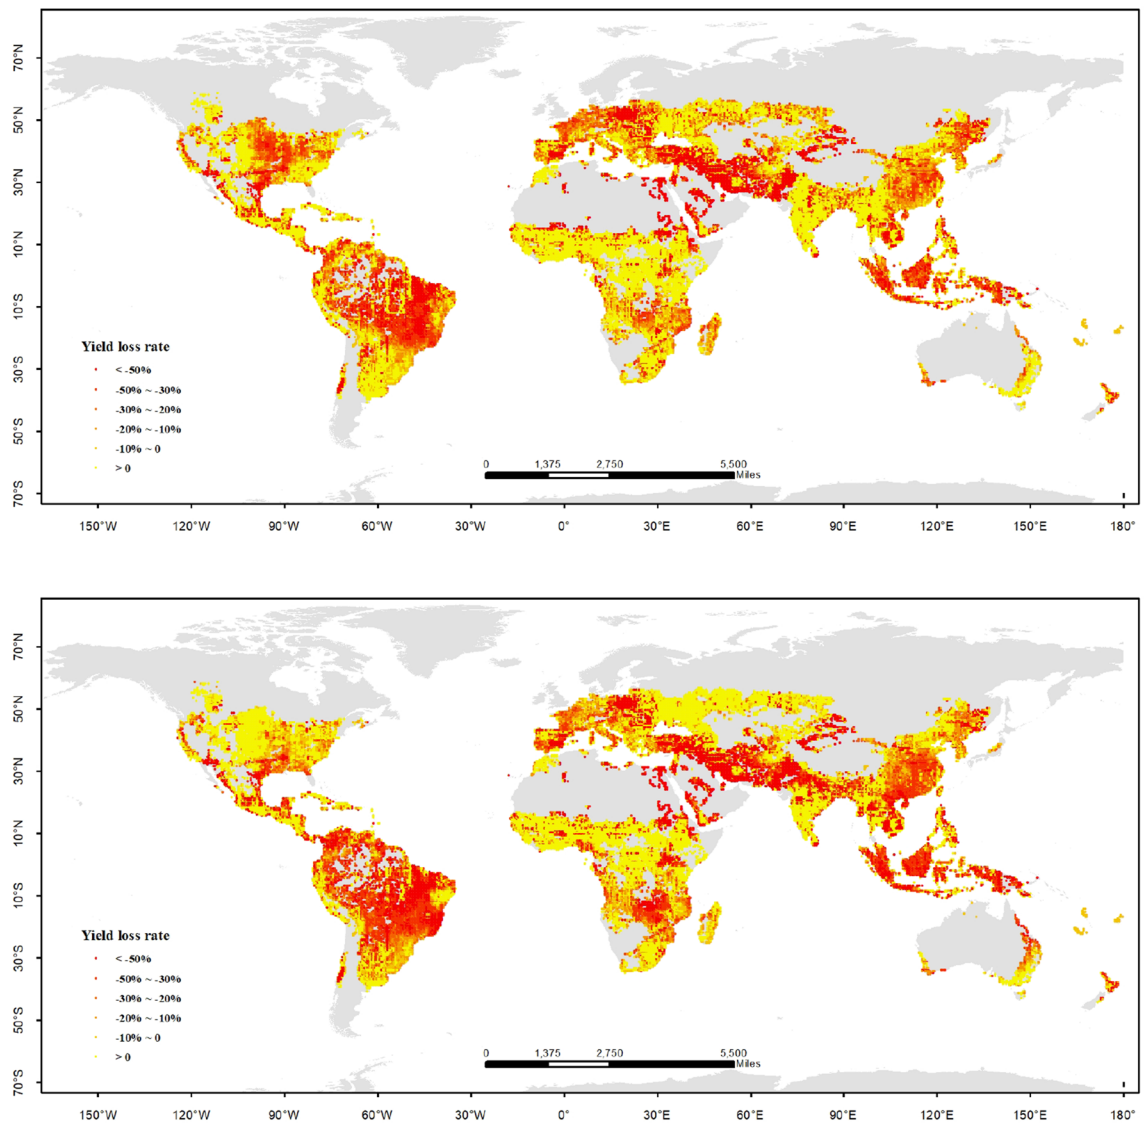 70°N
50°N
30°N
10°N
10°S
30°S
50°S
70°S
Yield loss rate
< -50%
-50% ~ -30%
-30% ~ -20%
-20% ~ -10%
-10% ~ 0
> 0
0 1,375 2,750 5,500
Miles
150°W 120°W 90°W 60°W 30°W 0° 30°E 60°E 90°E 120°E 150°E 180°
70°N
50°N
30°N
10°N
10°S
30°S
50°S
70°S
Yield loss rate
< -50%
-50% ~ -30%
-30% ~ -20%
-20% ~ -10%
-10% ~ 0
> 0
0 1,375 2,750 5,500
Miles
150°W 120°W 90°W 60°W 30°W 0° 30°E 60°E 90°E 120°E 150°E 180°